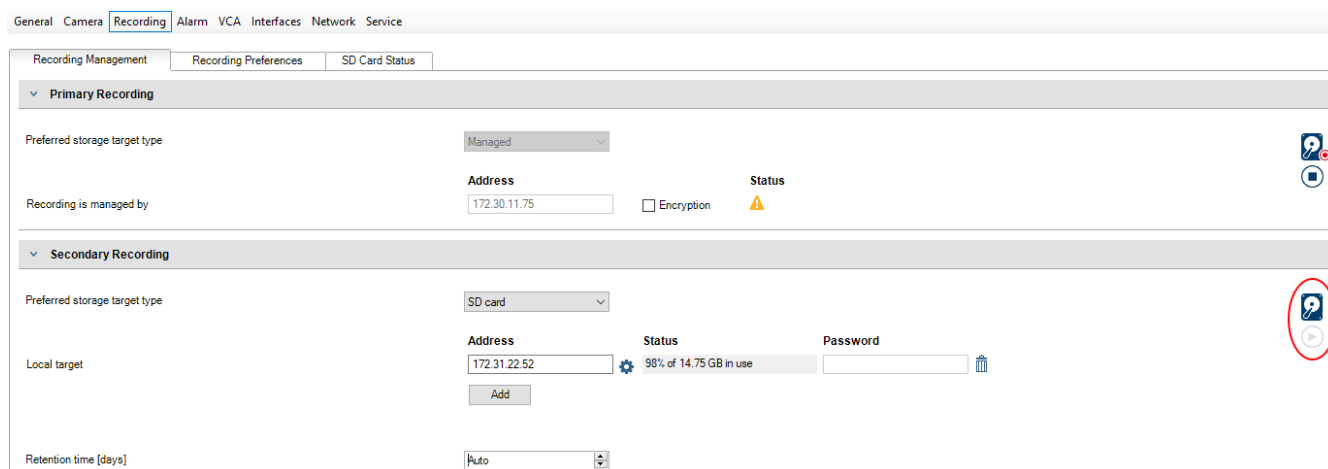 General Camera Recording Alarm VCA Interfaces Network Service
Recording Management Recording Preferences SD Card Status
Primary Recording
Preferred storage target type Managed
Address Status
Recording is managed by 172.30.11.75 Encryption
Secondary Recording
Preferred storage target type SD card
Address Status Password
Local target 172.31.22.52 98% of 14.75 GB in use
Add
Retention time [days] Auto